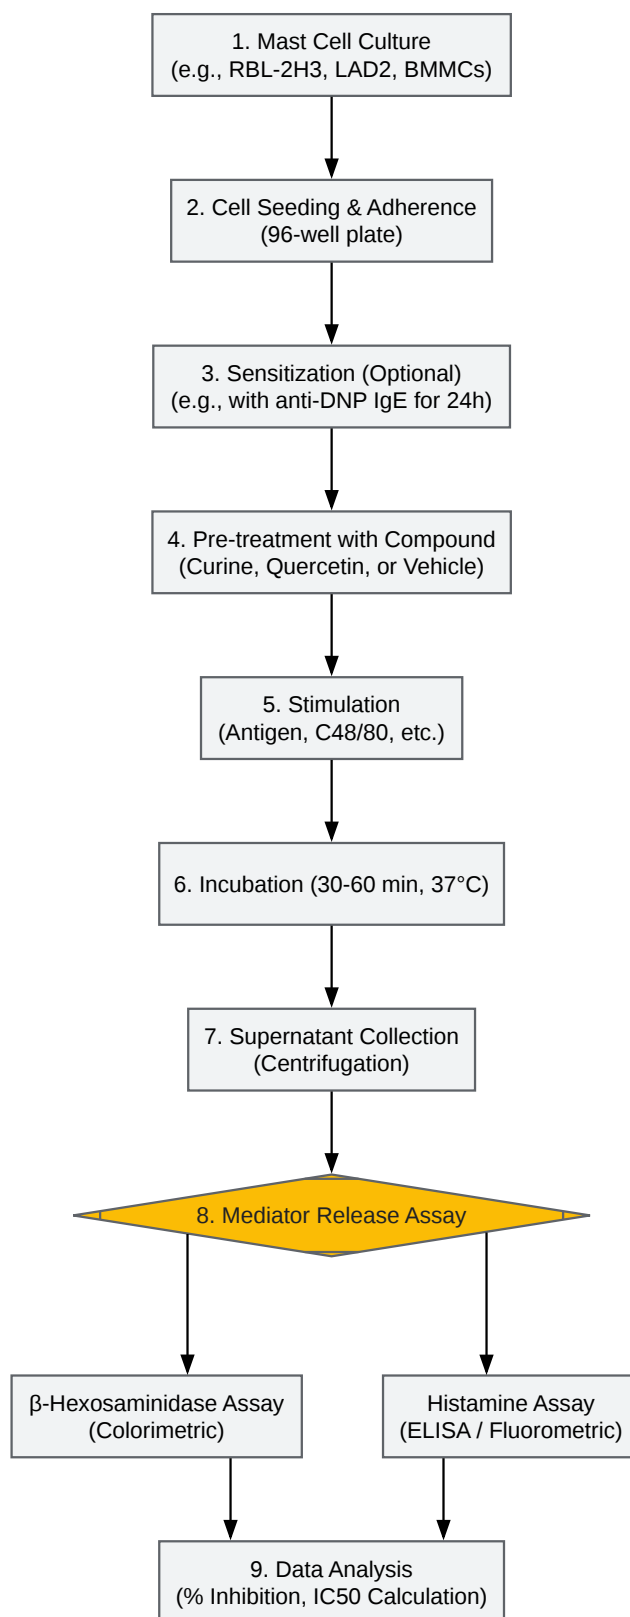 1. Mast Cell Culture
(e.g., RBL-2H3, LAD2, BMMCs)
2. Cell Seeding & Adherence
(96-well plate)
3. Sensitization (Optional)
(e.g., with anti-DNP IgE for 24h)
4. Pre-treatment with Compound
(Curine, Quercetin, or Vehicle)
5. Stimulation
(Antigen, C48/80, etc.)
6. Incubation (30-60 min, 37°C)
7. Supernatant Collection
(Centrifugation)
8. Mediator Release Assay
β-Hexosaminidase Assay
(Colorimetric)
Histamine Assay
(ELISA / Fluorometric)
9. Data Analysis
(% Inhibition, IC50 Calculation)